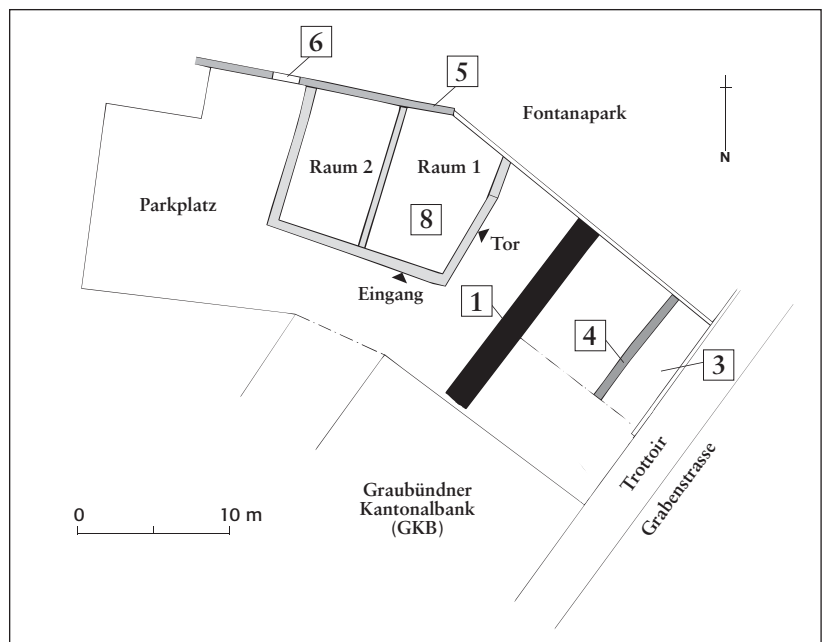 6
5
Fontanapark
N
Raum 2
Raum 1
Parkplatz
8
Tor
Eingang
1
4
3
Trottoir
Grabenstrasse
Graubündner
Kantonalbank
(GKB)
0 10 m